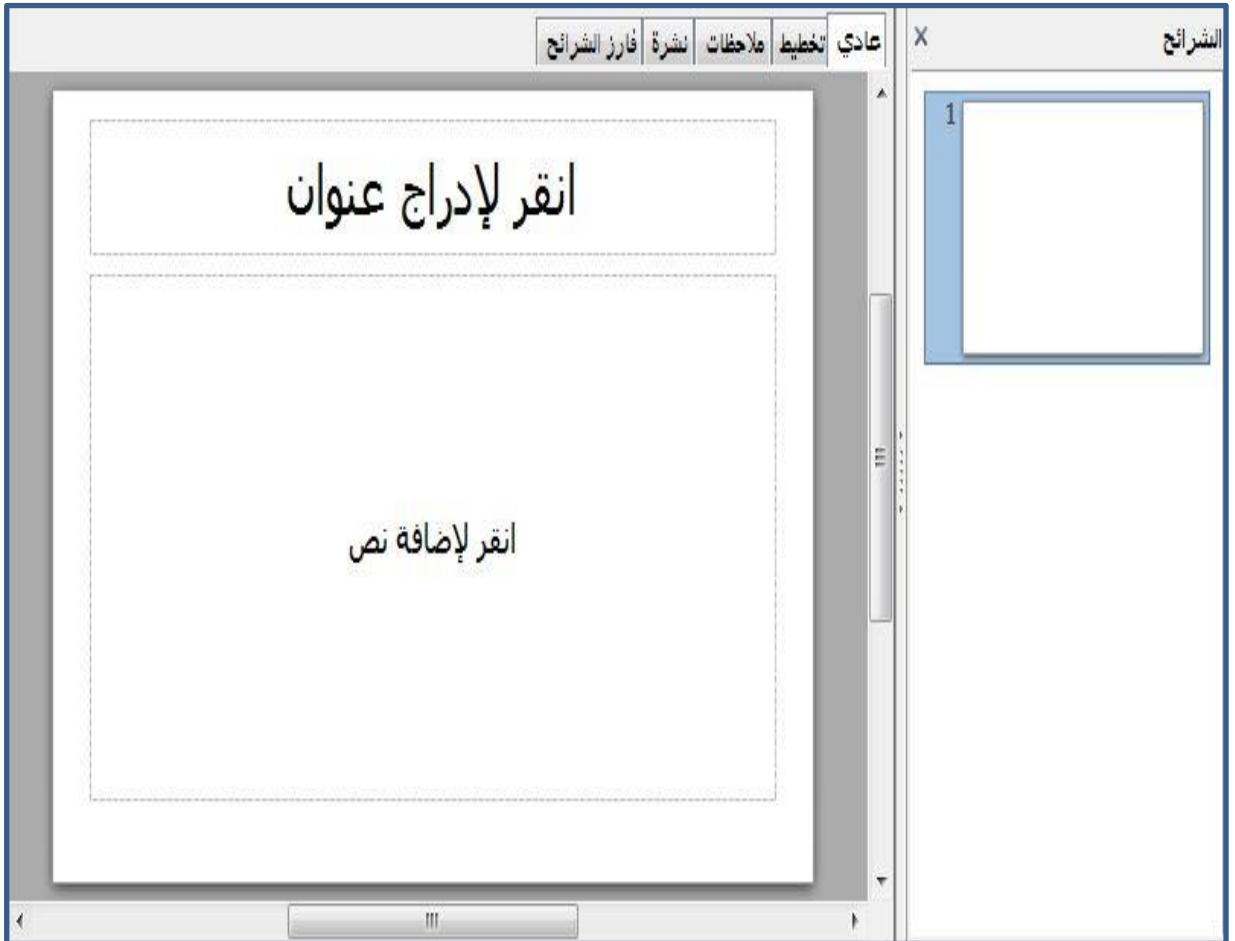 الشرائح
عادي تخطيط ملاحظات نشرة فارز الشرائح
1
انقر لإدراج عنوان
انقر لإضافة نص